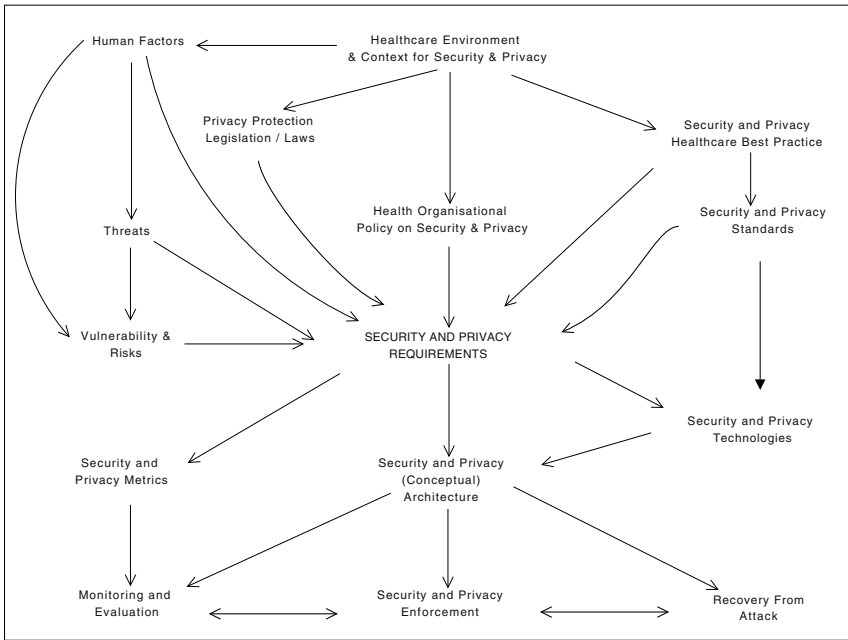 Human Factors
Healthcare Environment
& Context for Security & Privacy
Privacy Protection
Legislation / Laws
Security and Privacy
Healthcare Best Practice
Health Organisational
Policy on Security & Privacy
Security and Privacy
Standards
Threats
Vulnerability &
Risks
SECURITY AND PRIVACY
REQUIREMENTS
Security and Privacy
Technologies
Security and
Privacy Metrics
Security and Privacy
(Conceptual)
Architecture
Monitoring and
Evaluation
Security and Privacy
Enforcement
Recovery From
Attack